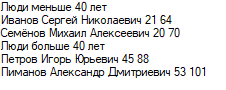 Люди меньше 40 лет
Иванов Сергей Николаевич 21 64
Семёнов Михаил Алексеевич 20 70
Люди больше 40 лет
Петров Игорь Юрьевич 45 88
Пиманов Александр Дмитриевич 53 101